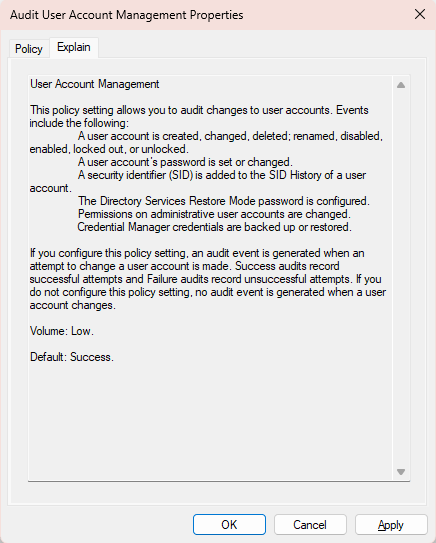 Audit User Account Management Properties
Policy
Explain
User Account Management
This policy setting allows you to audit changes to user accounts. Events
include the following:
A user account is created, changed, deleted; renamed, disabled,
enabled, locked out, or unlocked.
A user account's password is set or changed.
A security identifier (SID) is added to the SID History of a user
account.
The Directory Services Restore Mode password is configured.
Permissions on administrative user accounts are changed.
Credential Manager credentials are backed up or restored.
If you configure this policy setting, an audit event is generated when an
attempt to change a user account is made. Success audits record
successful attempts and Failure audits record unsuccessful attempts. If you
do not configure this policy setting, no audit event is generated when a user
account changes.
Volume: Low.
Default: Success.
OK
Cancel
Apply